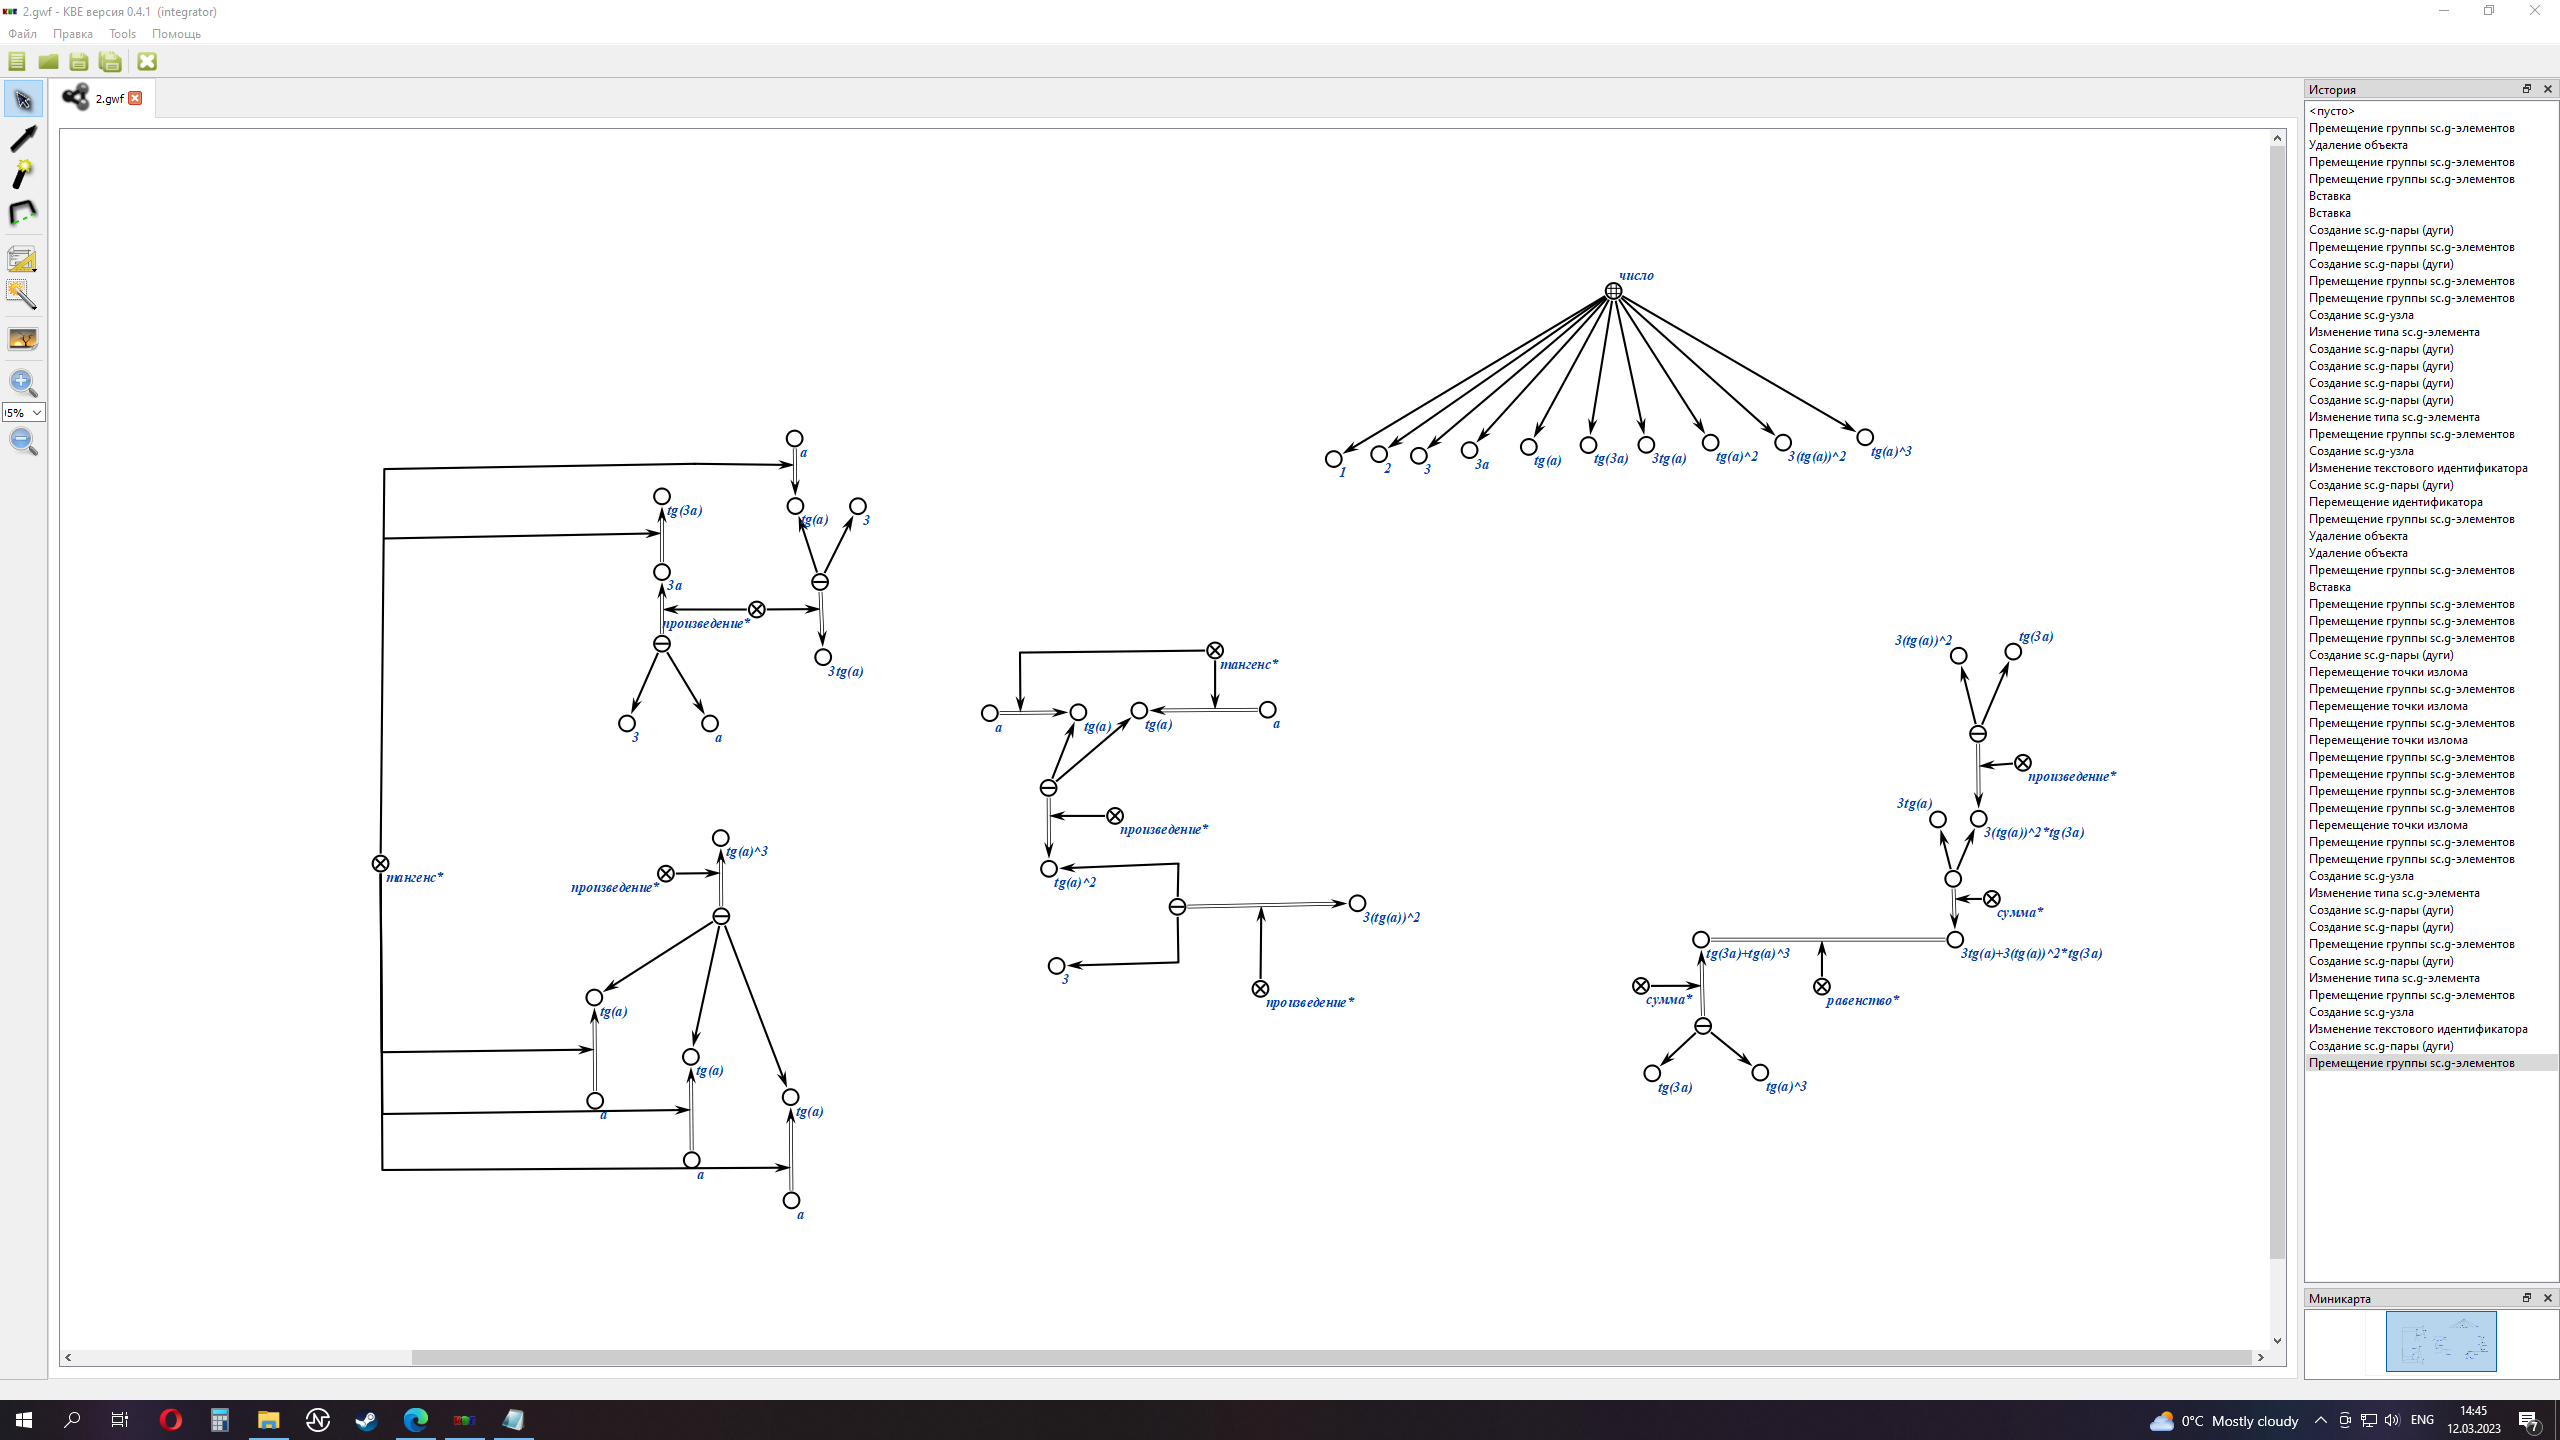 2.gwf - KBE версия 0.4.1 (integrator)
Файл Правка Tools Помощь
2.gwf
число
1 2 3 3a tg(a) tg(3a) 3tg(a) tg(a)^2 3(tg(a))^2 tg(a)^3
a
tg(3a)
tg(a) 3
3a
произведение*
3tg(a)
3 a
тангенс*
tg(a)^3
произведение*
tg(a)
a
tg(a)
a
tg(a)
a
тангенс*
a tg(a) tg(a) a
произведение*
tg(a)^2
3(tg(a))^2
3
произведение*
3(tg(a))^2 tg(3a)
произведение*
3tg(a)
3(tg(a))^2*tg(3a)
сумма*
tg(3a)+tg(a)^3 3tg(a)+3(tg(a))^2*tg(3a)
сумма* равенство*
tg(3a) tg(a)^3
История
<пусто>
Премещение группы sc.g-элементов
Удаление объекта
Премещение группы sc.g-элементов
Премещение группы sc.g-элементов
Вставка
Вставка
Создание sc.g-пары (дуги)
Премещение группы sc.g-элементов
Создание sc.g-пары (дуги)
Премещение группы sc.g-элементов
Премещение группы sc.g-элементов
Создание sc.g-узла
Изменение типа sc.g-элемента
Создание sc.g-пары (дуги)
Создание sc.g-пары (дуги)
Создание sc.g-пары (дуги)
Создание sc.g-пары (дуги)
Изменение типа sc.g-элемента
Премещение группы sc.g-элементов
Создание sc.g-узла
Изменение текстового идентификатора
Создание sc.g-пары (дуги)
Перемещение идентификатора
Премещение группы sc.g-элементов
Удаление объекта
Удаление объекта
Премещение группы sc.g-элементов
Вставка
Премещение группы sc.g-элементов
Премещение группы sc.g-элементов
Премещение группы sc.g-элементов
Создание sc.g-пары (дуги)
Перемещение точки излома
Премещение группы sc.g-элементов
Перемещение точки излома
Премещение группы sc.g-элементов
Перемещение точки излома
Премещение группы sc.g-элементов
Премещение группы sc.g-элементов
Премещение группы sc.g-элементов
Премещение группы sc.g-элементов
Перемещение точки излома
Премещение группы sc.g-элементов
Премещение группы sc.g-элементов
Создание sc.g-узла
Изменение типа sc.g-элемента
Создание sc.g-пары (дуги)
Создание sc.g-пары (дуги)
Премещение группы sc.g-элементов
Создание sc.g-пары (дуги)
Изменение типа sc.g-элемента
Премещение группы sc.g-элементов
Создание sc.g-узла
Изменение текстового идентификатора
Создание sc.g-пары (дуги)
Премещение группы sc.g-элементов
Миникарта
0°C Mostly cloudy
ENG
14:45
12.03.2023
7